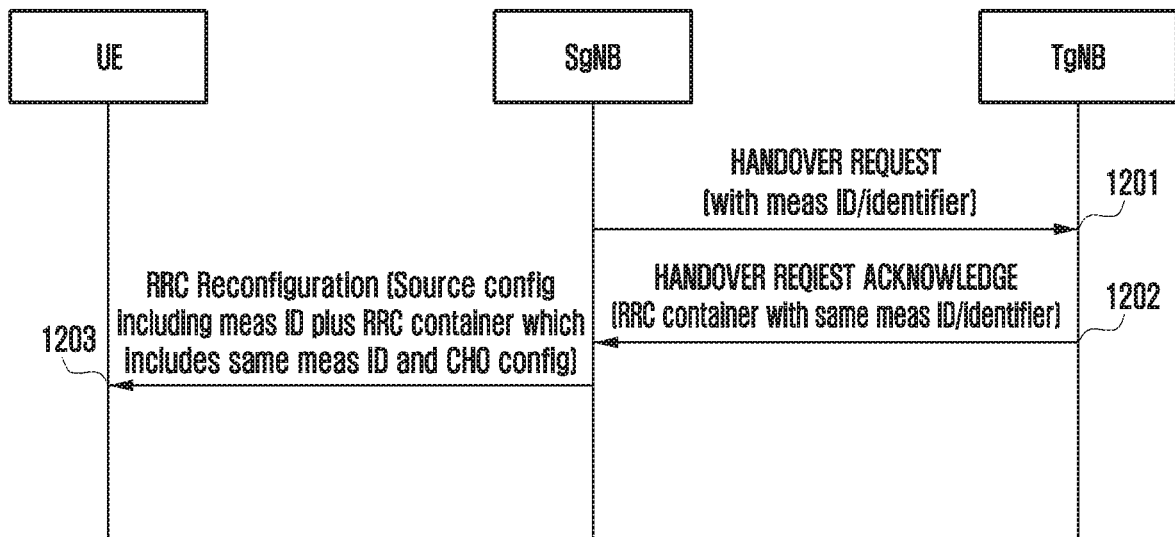 UE
SgNB
TgNB
HANDOVER REQUEST
(with meas ID/identifier)
1201
RRC Reconfiguration (Source config
including meas ID plus RRC container which
includes same meas ID and CHO config)
1203
HANDOVER REQIEST ACKNOWLEDGE
(RRC container with same meas ID/identifier)
1202